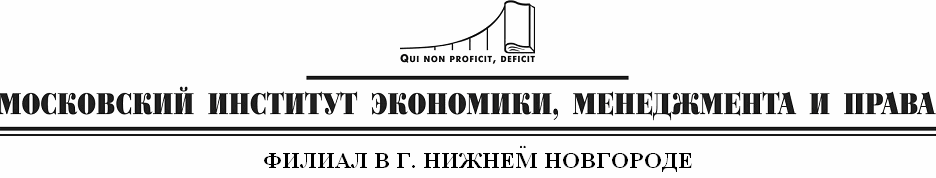 QUI NON PROFICIT, DEFICIT
МОСКОВСКИЙ ИНСТИТУТ ЭКОНОМИКИ, МЕНЕДЖМЕНТА И ПРАВА
ФИЛИАЛ В Г. НИЖНЕМ НОВГОРОДЕ